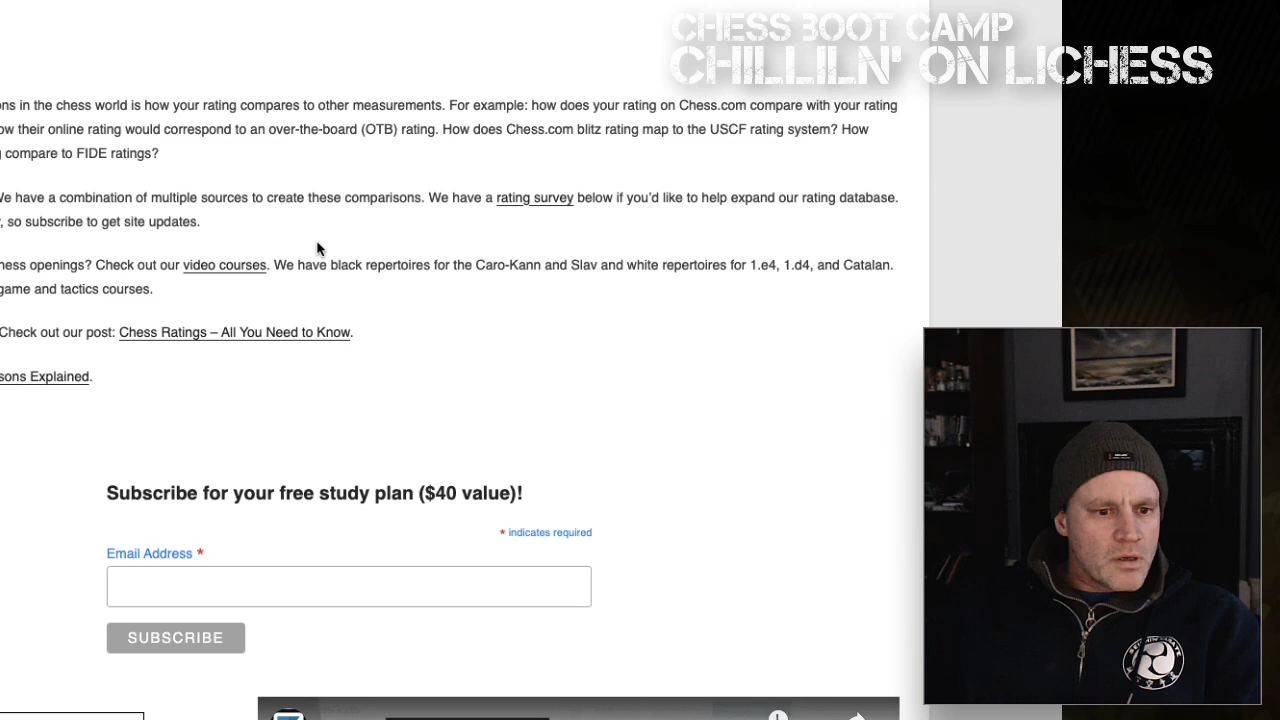 CHESS BOOT CAMP
CHILLILN' ON LICHESS
ons in the chess world is how your rating compares to other measurements. For example: how does your rating on Chess.com compare with your rating
ow their online rating would correspond to an over-the-board (OTB) rating. How does Chess.com blitz rating map to the USCF rating system? How
g compare to FIDE ratings?
We have a combination of multiple sources to create these comparisons. We have a rating survey below if you'd like to help expand our rating database.
, so subscribe to get site updates.
ness openings? Check out our video courses. We have black repertoires for the Caro-Kann and Slav and white repertoires for 1.e4, 1.d4, and Catalan.
game and tactics courses.
Check out our post: Chess Ratings – All You Need to Know.
sons Explained.
Subscribe for your free study plan ($40 value)!
* indicates required
Email Address *
SUBSCRIBE